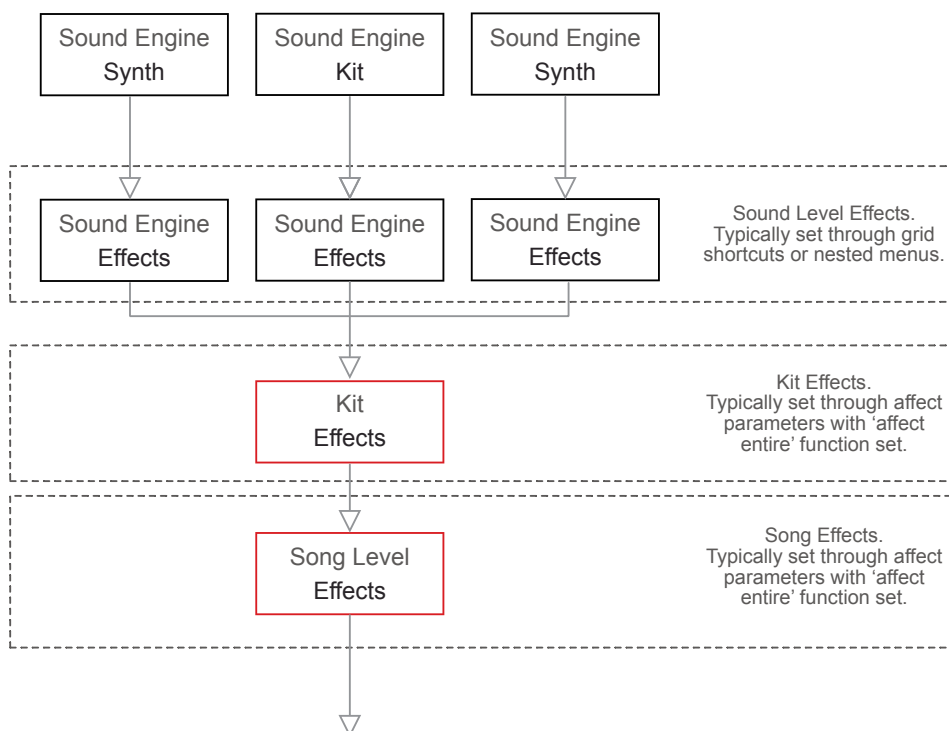 Sound Engine
Synth
Sound Engine
Kit
Sound Engine
Synth
Sound Engine
Effects
Sound Engine
Effects
Sound Engine
Effects
Sound Level Effects.
Typically set through grid
shortcuts or nested menus.
Kit
Effects
Kit Effects.
Typically set through affect
parameters with ‘affect
entire’ function set.
Song Level
Effects
Song Effects.
Typically set through affect
parameters with ‘affect
entire’ function set.